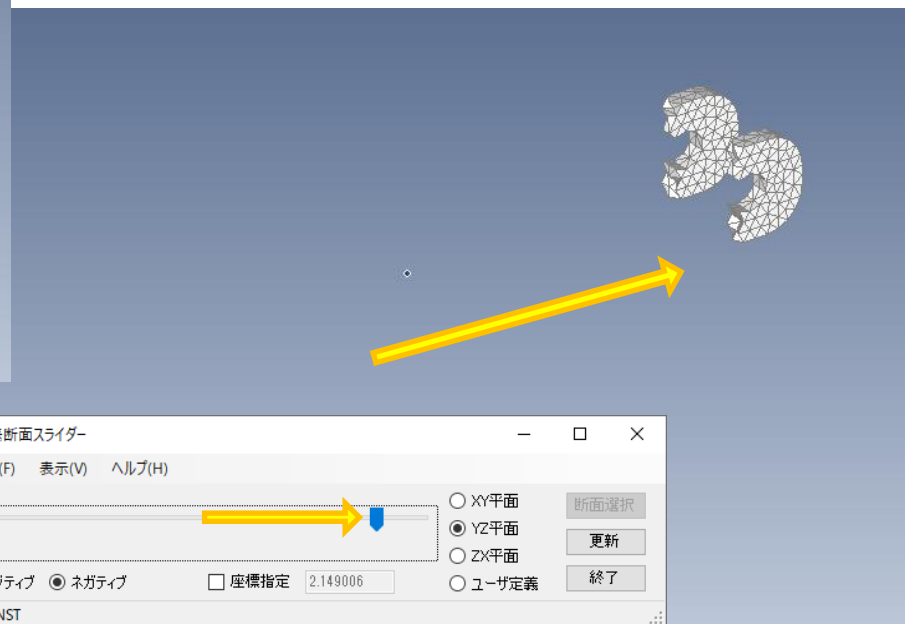 断面スライダー
(F) 表示(V) ヘルプ(H)
XY平面
断面選択
YZ平面
更新
ZX平面
ティブ ネガティブ
座標指定 2.149006
ユーザ定義
終了
NST